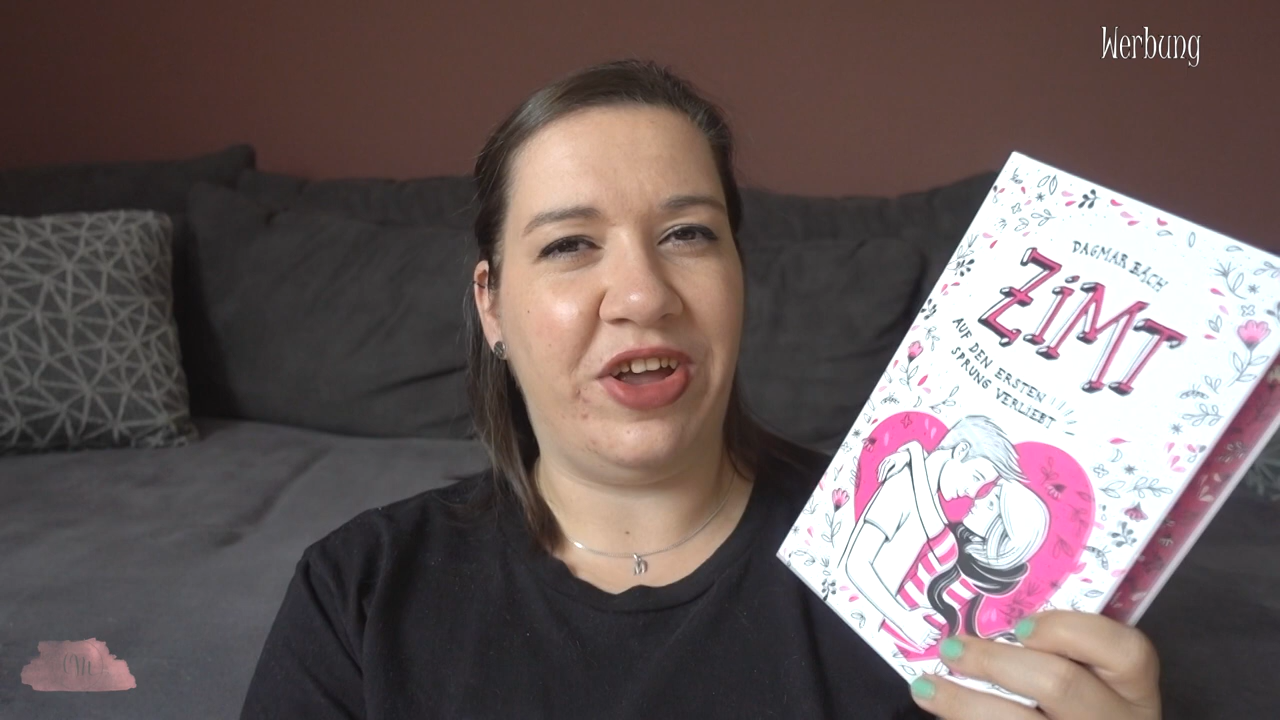 Werbung
DAGMAR BACH
ZiMT
AUF DEN ERSTEN
SPRUNG VERLIEBT